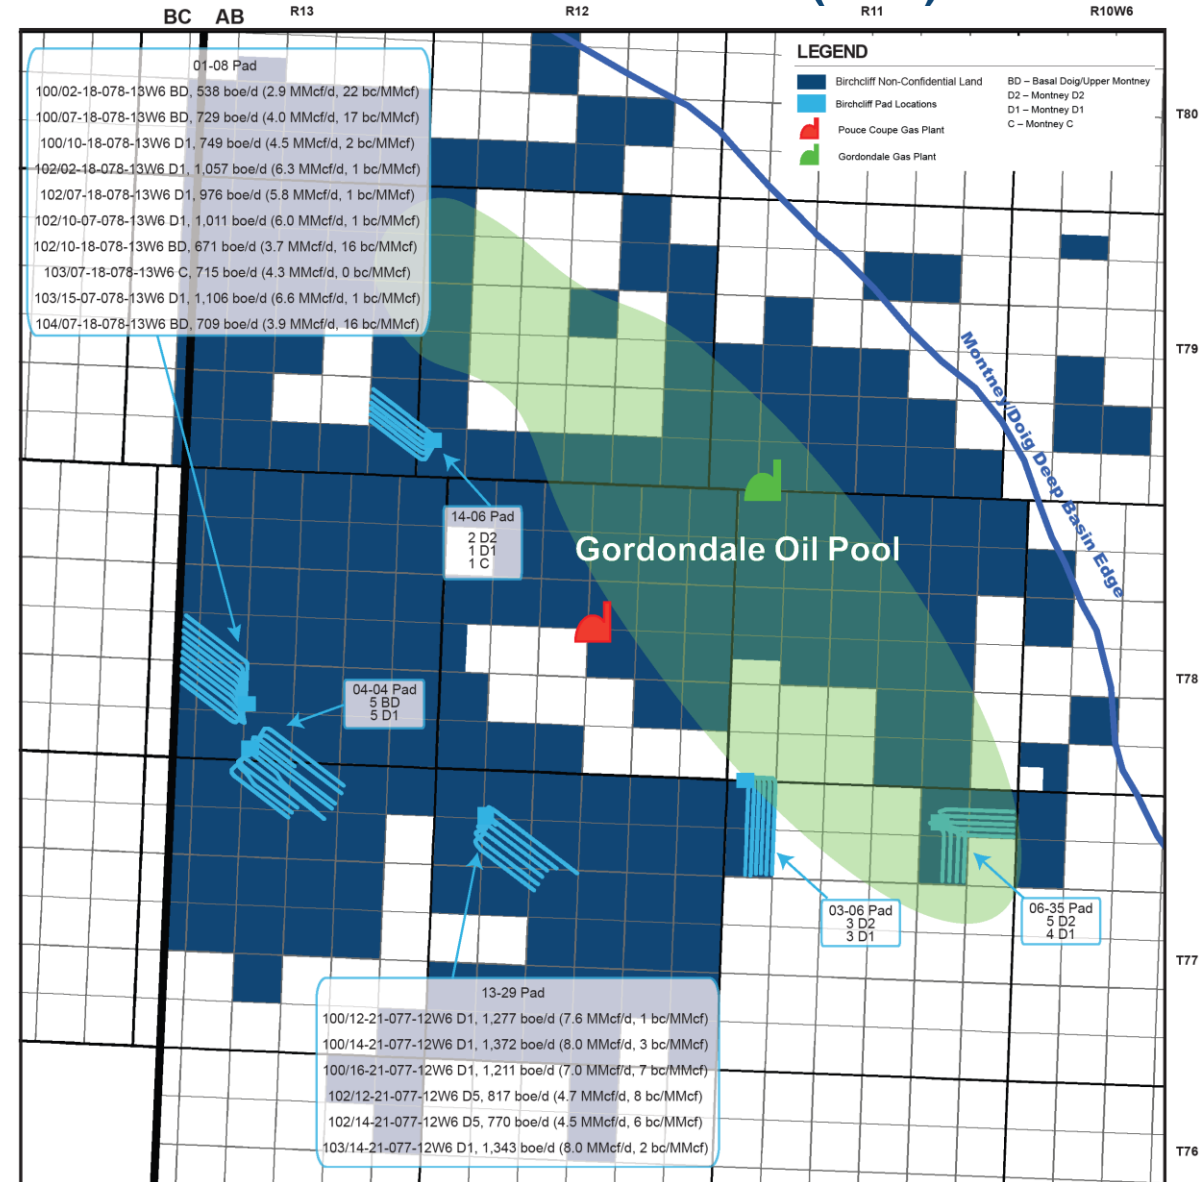 BC AB R13 R12 R11 R10W6
LEGEND
Birchcliff Non-Confidential Land
Birchcliff Pad Locations
Pouce Coupe Gas Plant
Gordondale Gas Plant
BD – Basal Doig/Upper Montney
D2 – Montney D2
D1 – Montney D1
C – Montney C
T80
T79
T78
T77
T76
01-08 Pad
100/02-18-078-13W6 BD, 538 boe/d (2.9 MMcf/d, 22 bc/MMcf)
100/07-18-078-13W6 BD, 729 boe/d (4.0 MMcf/d, 17 bc/MMcf)
100/10-18-078-13W6 D1, 749 boe/d (4.5 MMcf/d, 2 bc/MMcf)
102/02-18-078-13W6 D1, 1,057 boe/d (6.3 MMcf/d, 1 bc/MMcf)
102/07-18-078-13W6 D1, 976 boe/d (5.8 MMcf/d, 1 bc/MMcf)
102/10-07-078-13W6 D1, 1,011 boe/d (6.0 MMcf/d, 1 bc/MMcf)
102/10-18-078-13W6 BD, 671 boe/d (3.7 MMcf/d, 16 bc/MMcf)
103/07-18-078-13W6 C, 715 boe/d (4.3 MMcf/d, 0 bc/MMcf)
103/15-07-078-13W6 D1, 1,106 boe/d (6.6 MMcf/d, 1 bc/MMcf)
104/07-18-078-13W6 BD, 709 boe/d (3.9 MMcf/d, 16 bc/MMcf)
Montney/Doig Deep Basin Edge
14-06 Pad
2 D2
1 D1
1 C
Gordondale Oil Pool
04-04 Pad
5 BD
5 D1
03-06 Pad
3 D2
3 D1
06-35 Pad
5 D2
4 D1
13-29 Pad
100/12-21-077-12W6 D1, 1,277 boe/d (7.6 MMcf/d, 1 bc/MMcf)
100/14-21-077-12W6 D1, 1,372 boe/d (8.0 MMcf/d, 3 bc/MMcf)
100/16-21-077-12W6 D1, 1,211 boe/d (7.0 MMcf/d, 7 bc/MMcf)
102/12-21-077-12W6 D5, 817 boe/d (4.7 MMcf/d, 8 bc/MMcf)
102/14-21-077-12W6 D5, 770 boe/d (4.5 MMcf/d, 6 bc/MMcf)
103/14-21-077-12W6 D1, 1,343 boe/d (8.0 MMcf/d, 2 bc/MMcf)